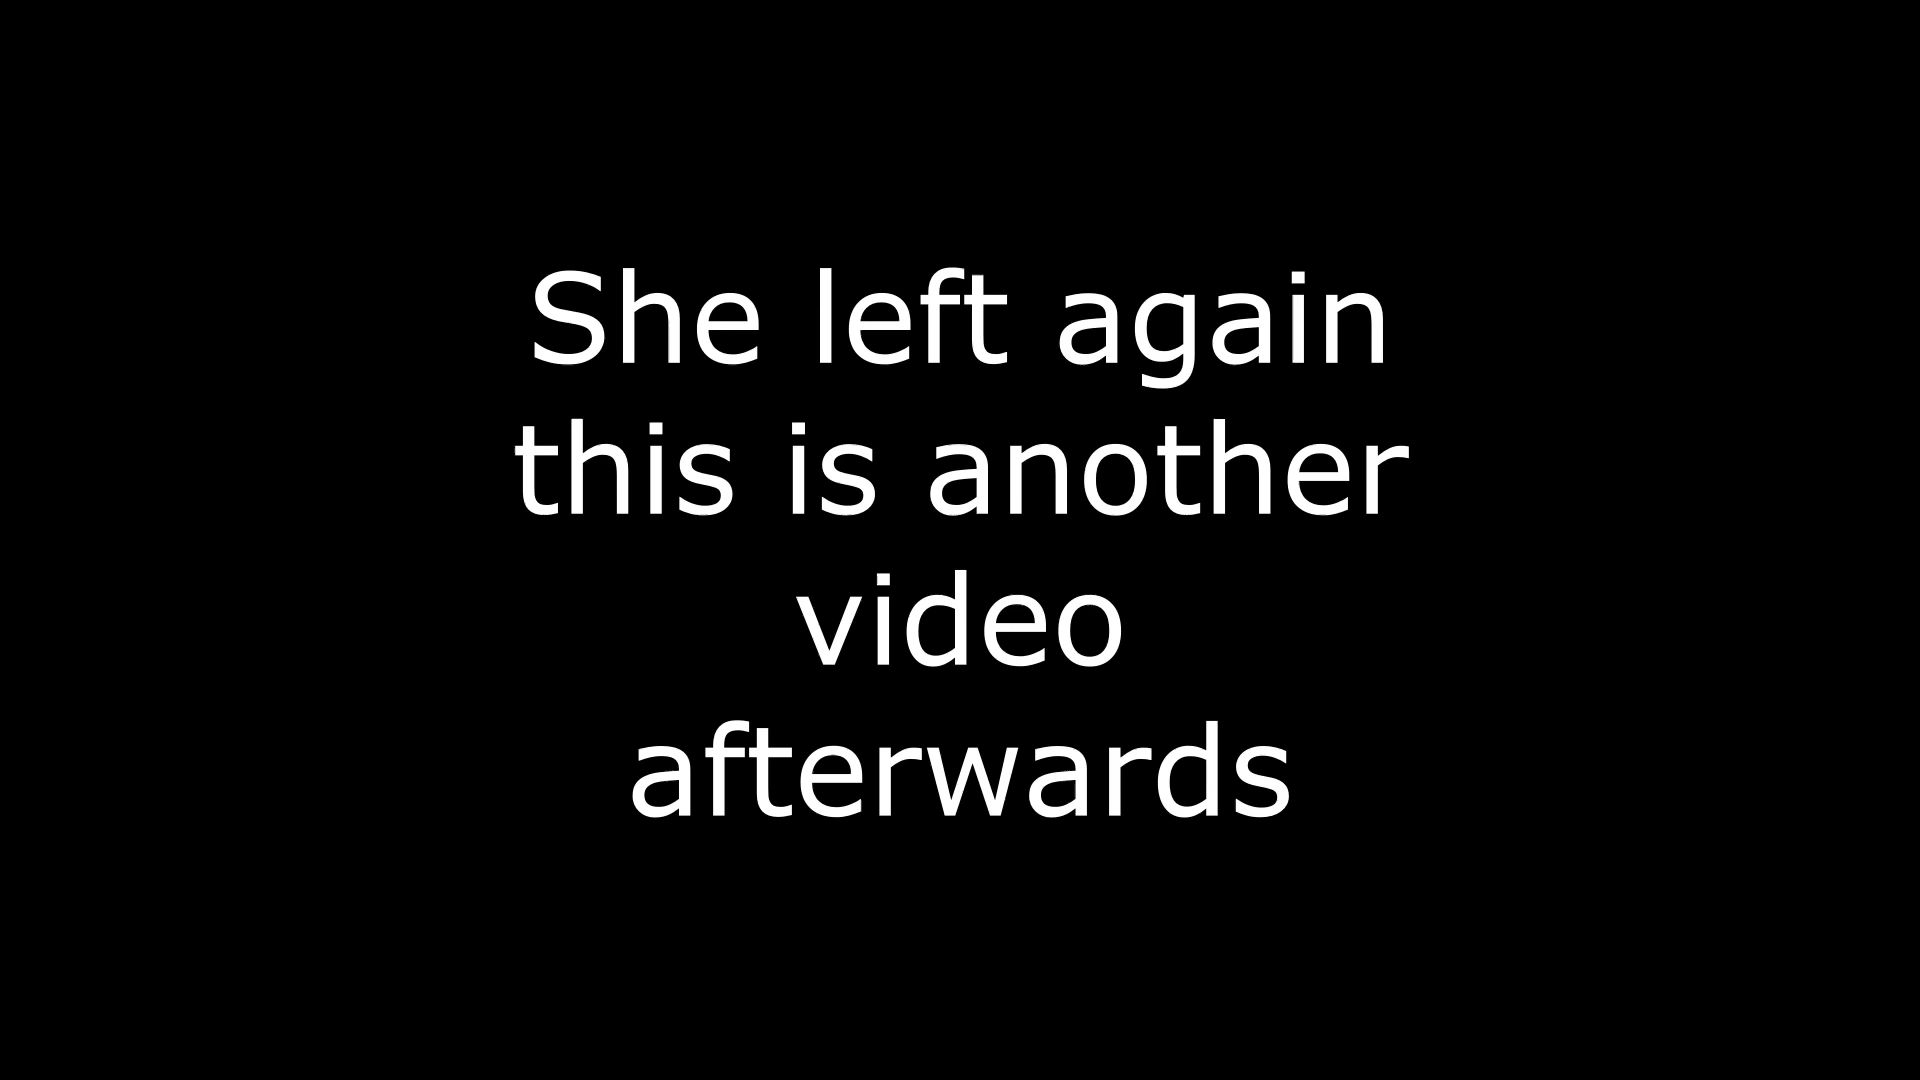 She left again
this is another
video
afterwards